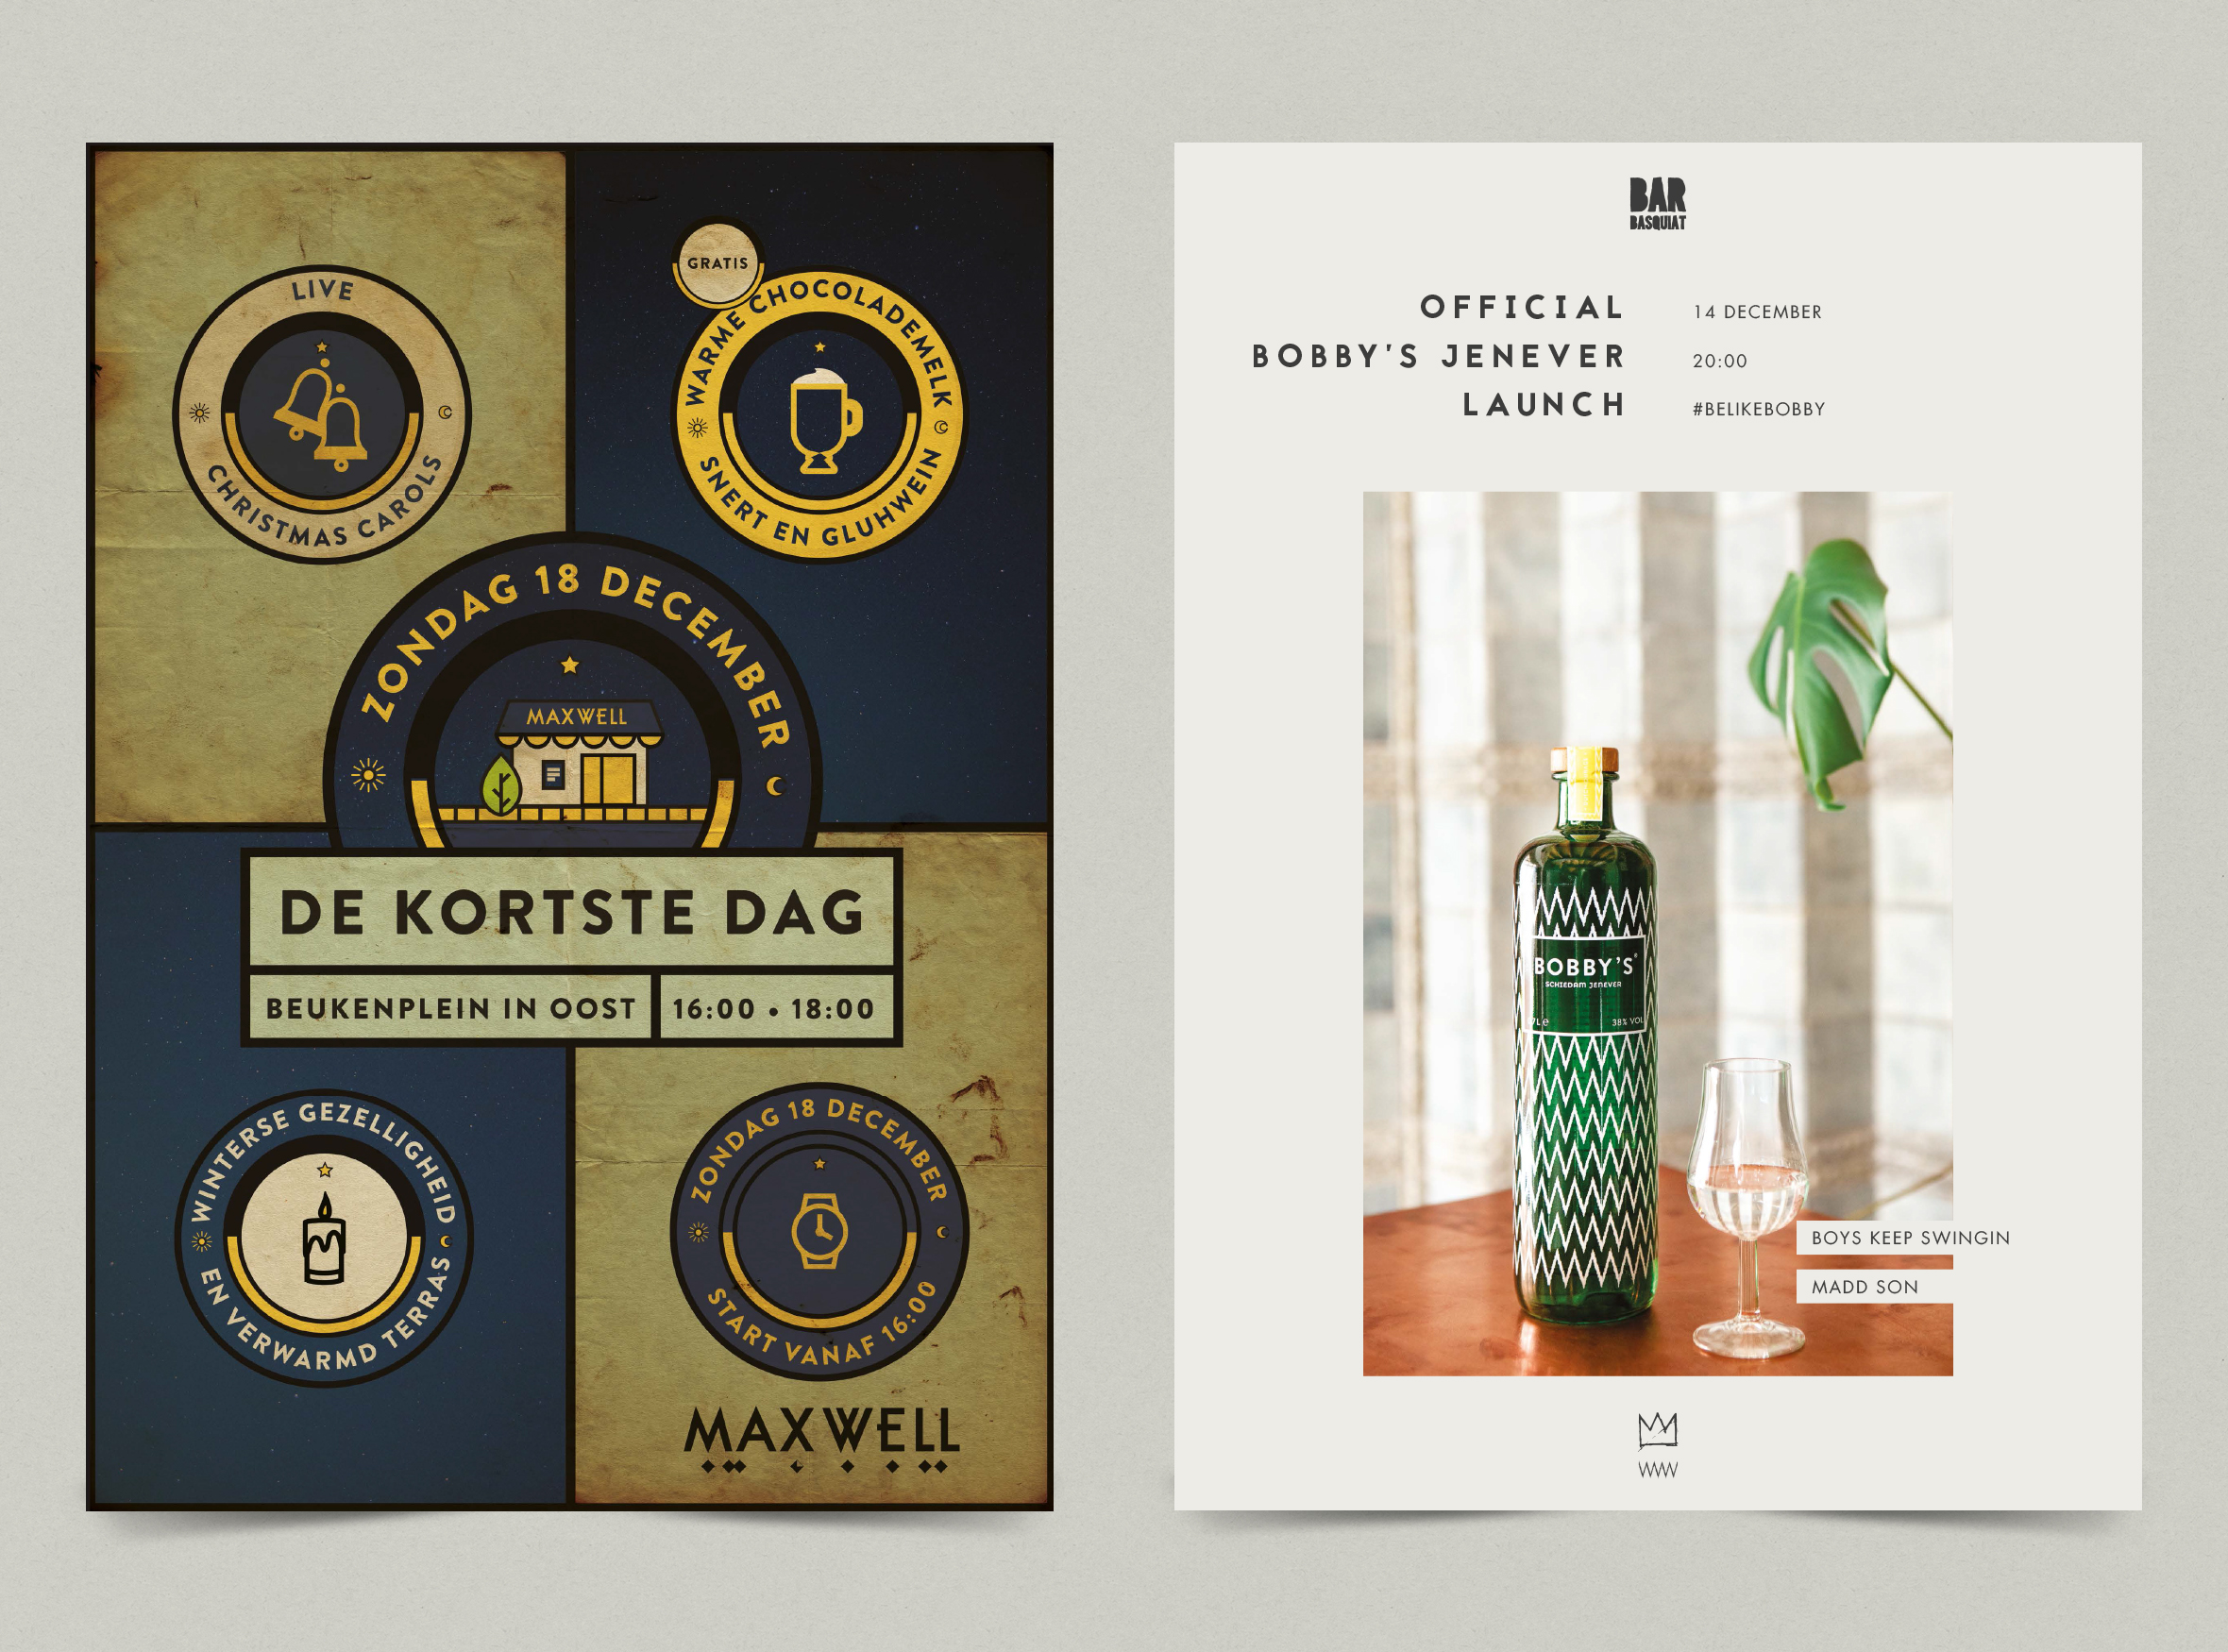 LIVE
CHRISTMAS CAROLS
GRATIS
WARME CHOCOLADEMELK
SNERT EN GLUHWEIN
ZONDAG 18 DECEMBER
MAXWELL
DE KORTSTE DAG
BEUKENPLEIN IN OOST
16:00 • 18:00
WINTERSE GEZELLIGHEID
EN VERWARMD TERRAS
ZONDAG 18 DECEMBER
START VANAF 16:00
MAXWELL
BAR
BASQUIAT
OFFICIAL
BOBBY'S JENEVER
LAUNCH
14 DECEMBER
20:00
#BELIKEBOBBY
BOBBY'S
SCHIEDAM JENEVER
38% VOL
BOYS KEEP SWINGIN
MADD SON
WWW